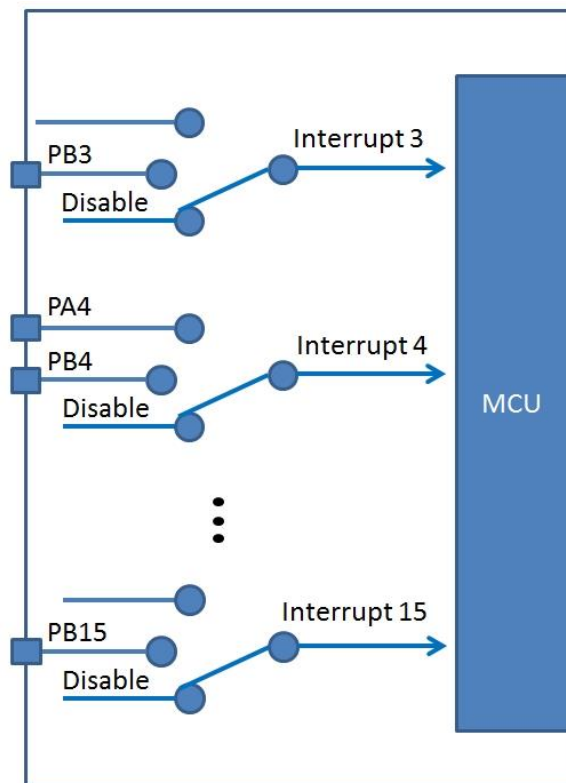 Interrupt 3
PB3
Disable
PA4
Interrupt 4
PB4
Disable
MCU
Interrupt 15
PB15
Disable